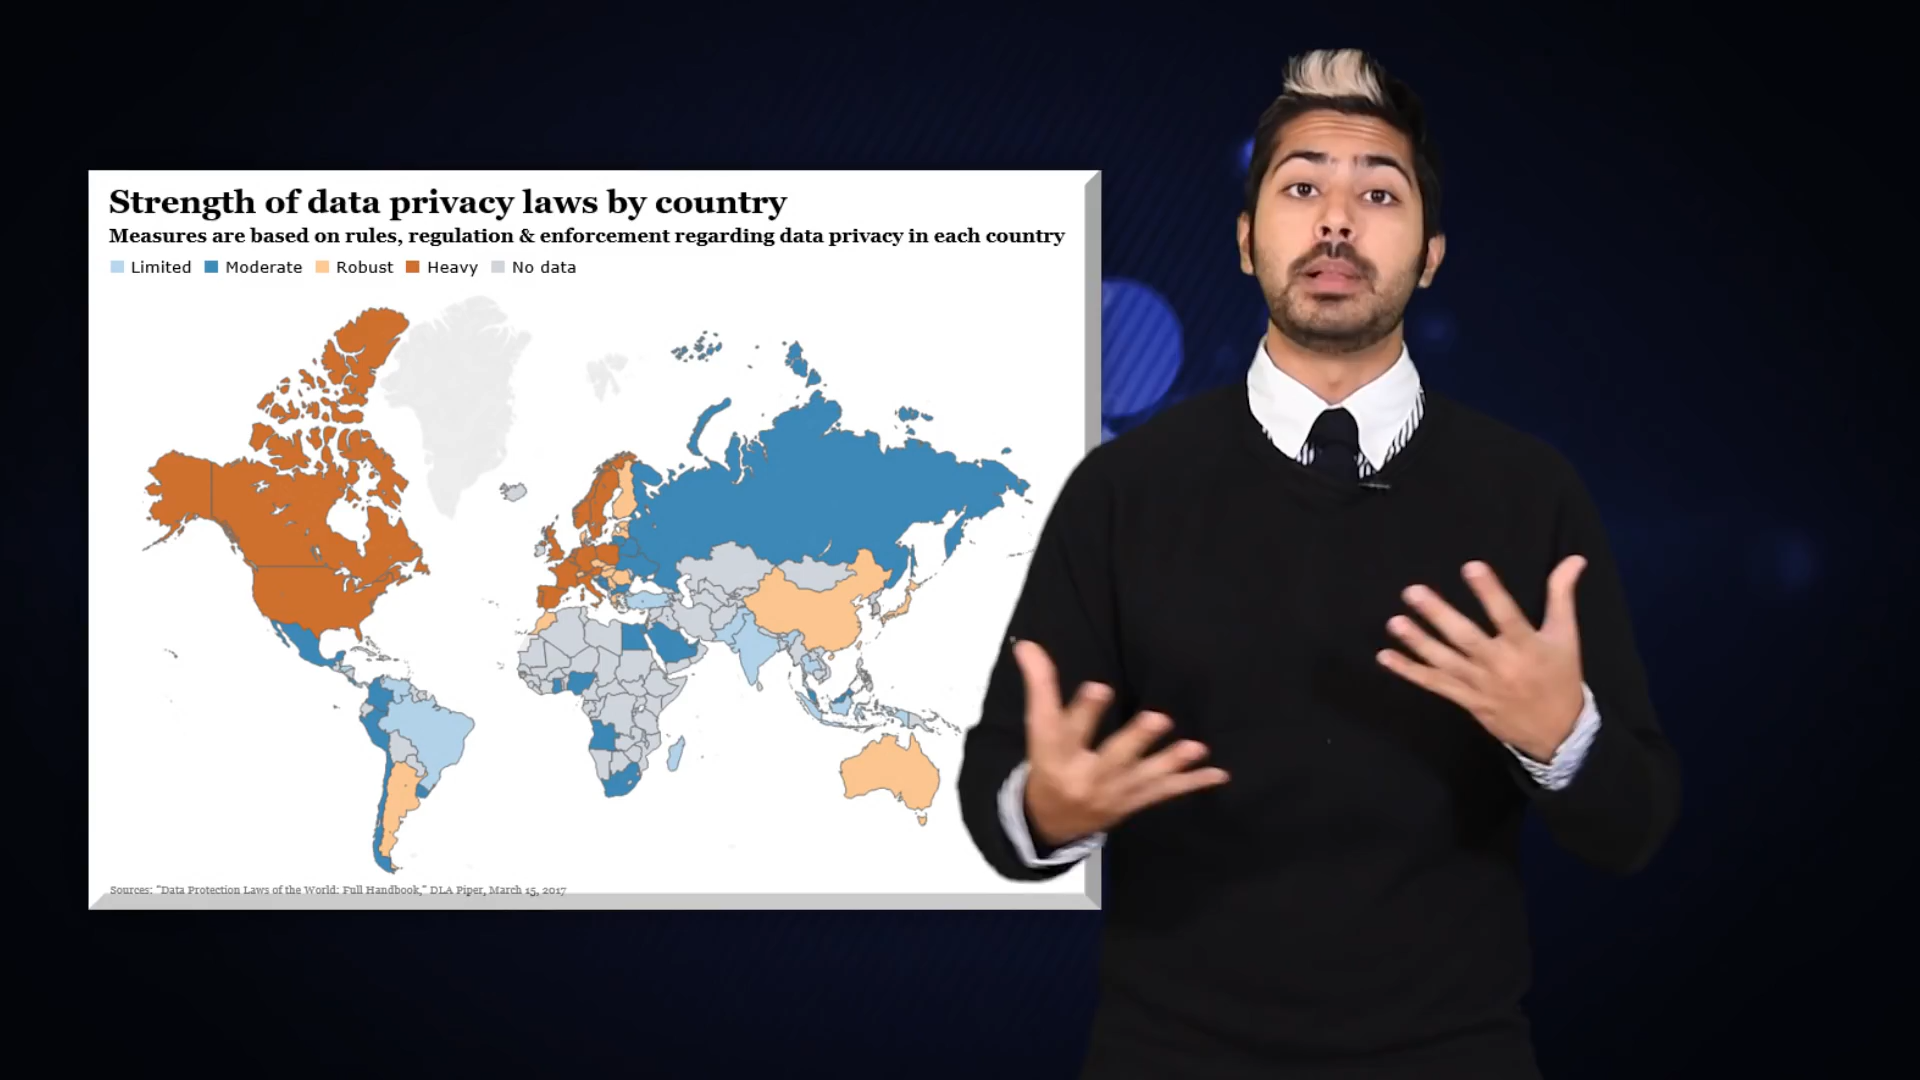 Strength of data privacy laws by country
Measures are based on rules, regulation & enforcement regarding data privacy in each country
Limited Moderate Robust Heavy No data
Sources: "Data Protection Laws of the World: Full Handbook," DLA Piper, March 15, 2017